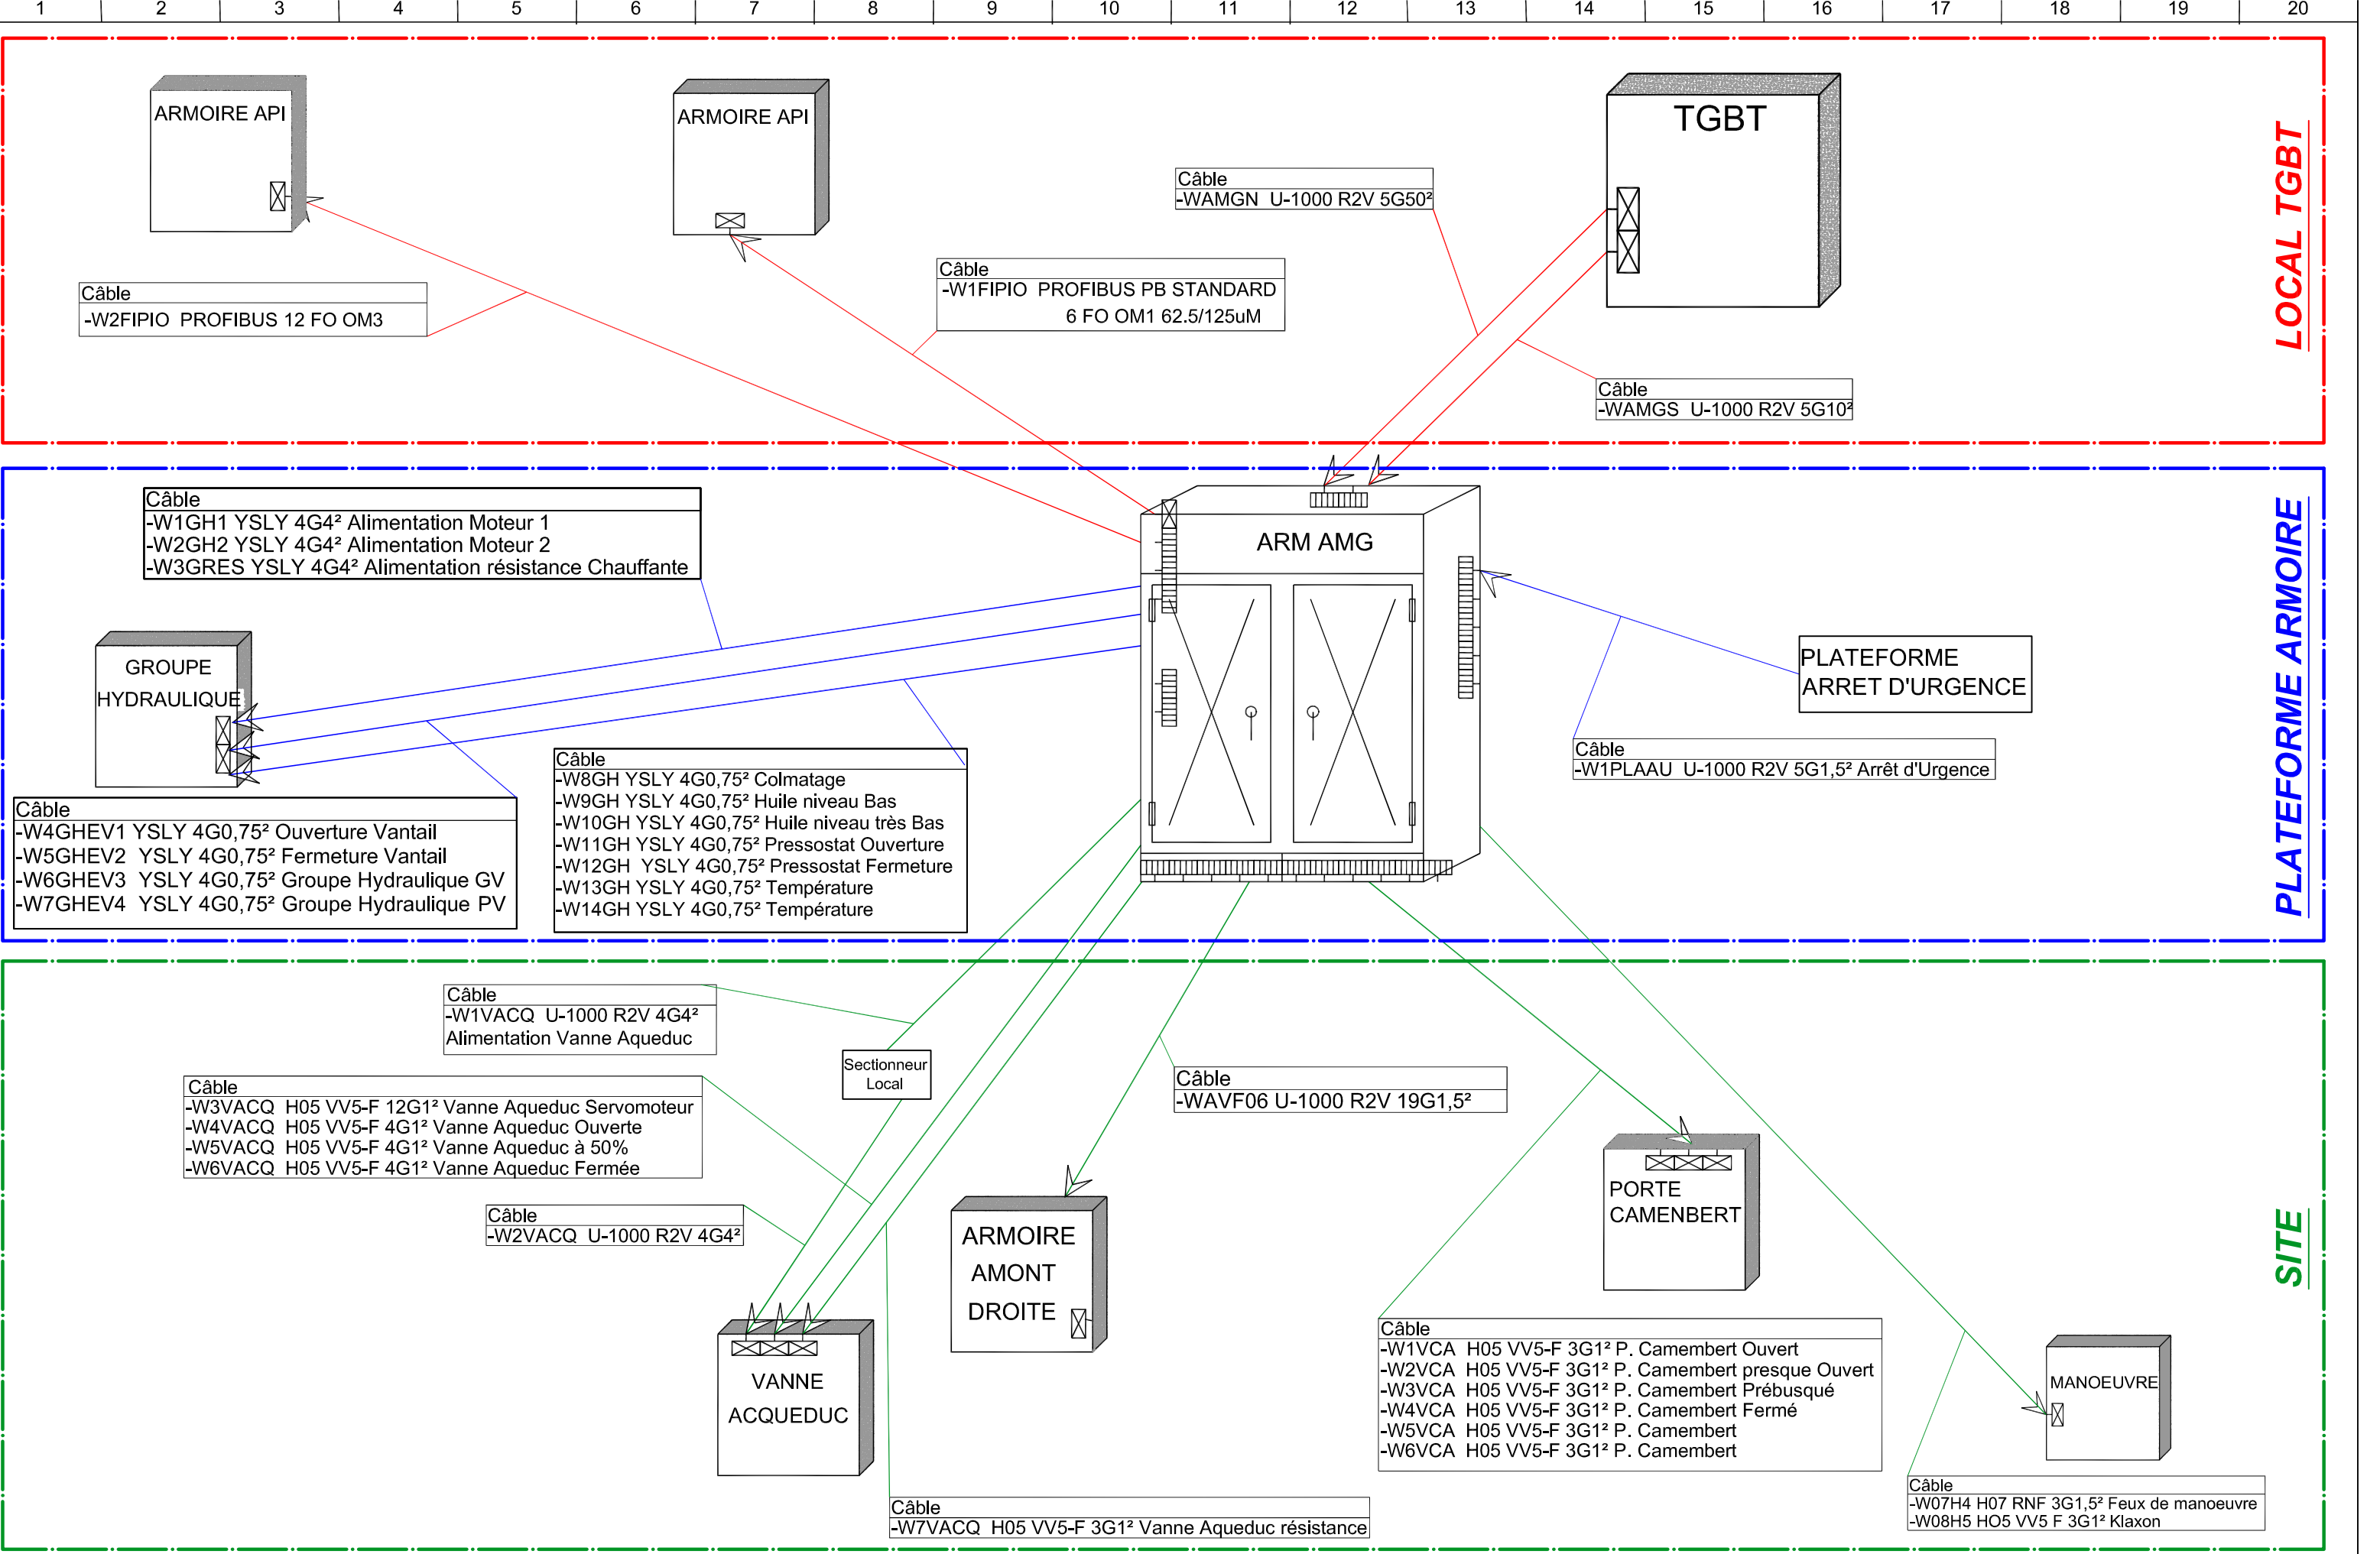 1 2 3 4 5 6 7 8 9 10 11 12 13 14 15 16 17 18 19 20
ARMOIRE API
ARMOIRE API
TGBT
LOCAL TGBT
Câble
-WAMGN U-1000 R2V 5G50²
Câble
-W1FIPIO PROFIBUS PB STANDARD
6 FO OM1 62.5/125uM
Câble
-W2FIPIO PROFIBUS 12 FO OM3
Câble
-WAMGS U-1000 R2V 5G10²
Câble
-W1GH1 YSLY 4G4² Alimentation Moteur 1
-W2GH2 YSLY 4G4² Alimentation Moteur 2
-W3GRES YSLY 4G4² Alimentation résistance Chauffante
ARM AMG
PLATEFORME ARMOIRE
GROUPE
HYDRAULIQUE
PLATEFORME
ARRET D'URGENCE
Câble
-W1PLAAU U-1000 R2V 5G1,5² Arrêt d'Urgence
Câble
-W8GH YSLY 4G0,75² Colmatage
-W9GH YSLY 4G0,75² Huile niveau Bas
-W10GH YSLY 4G0,75² Huile niveau très Bas
-W11GH YSLY 4G0,75² Pressostat Ouverture
-W12GH YSLY 4G0,75² Pressostat Fermeture
-W13GH YSLY 4G0,75² Température
-W14GH YSLY 4G0,75² Température
Câble
-W4GHEV1 YSLY 4G0,75² Ouverture Vantail
-W5GHEV2 YSLY 4G0,75² Fermeture Vantail
-W6GHEV3 YSLY 4G0,75² Groupe Hydraulique GV
-W7GHEV4 YSLY 4G0,75² Groupe Hydraulique PV
Câble
-W1VACQ U-1000 R2V 4G4²
Alimentation Vanne Aqueduc
Sectionneur
Local
Câble
-W3VACQ H05 VV5-F 12G1² Vanne Aqueduc Servomoteur
-W4VACQ H05 VV5-F 4G1² Vanne Aqueduc Ouverte
-W5VACQ H05 VV5-F 4G1² Vanne Aqueduc à 50%
-W6VACQ H05 VV5-F 4G1² Vanne Aqueduc Fermée
Câble
-WAVF06 U-1000 R2V 19G1,5²
Câble
-W2VACQ U-1000 R2V 4G4²
ARMOIRE
AMONT
DROITE
PORTE
CAMENBERT
SITE
VANNE
ACQUEDUC
Câble
-W1VCA H05 VV5-F 3G1² P. Camembert Ouvert
-W2VCA H05 VV5-F 3G1² P. Camembert presque Ouvert
-W3VCA H05 VV5-F 3G1² P. Camembert Prébusqué
-W4VCA H05 VV5-F 3G1² P. Camembert Fermé
-W5VCA H05 VV5-F 3G1² P. Camembert
-W6VCA H05 VV5-F 3G1² P. Camembert
MANOEUVRE
Câble
-W07H4 H07 RNF 3G1,5² Feux de manoeuvre
-W08H5 HO5 VV5 F 3G1² Klaxon
Câble
-W7VACQ H05 VV5-F 3G1² Vanne Aqueduc résistance